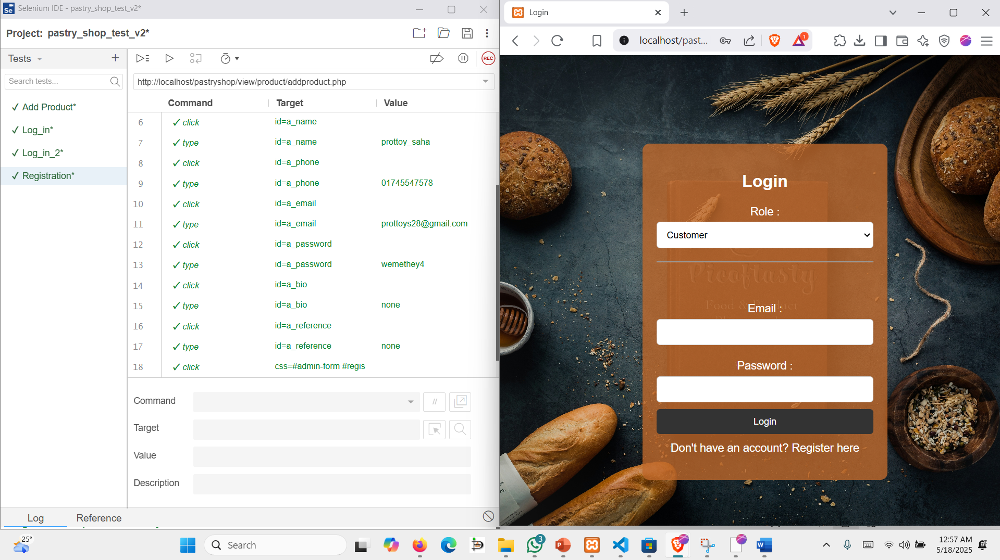 Selenium IDE - pastry_shop_test_v2*
Project: pastry_shop_test_v2*
Tests
Search tests...
✓ Add Product*
✓ Log_in*
✓ Log_in_2*
✓ Registration*
REC
http://localhost/pastryshop/view/product/addproduct.php
Command Target Value
6 ✓ click id=a_name
7 ✓ type id=a_name prottoy_saha
8 ✓ click id=a_phone
9 ✓ type id=a_phone 01745547578
10 ✓ click id=a_email
11 ✓ type id=a_email prottoys28@gmail.com
12 ✓ click id=a_password
13 ✓ type id=a_password wemethey4
14 ✓ click id=a_bio
15 ✓ type id=a_bio none
16 ✓ click id=a_reference
17 ✓ type id=a_reference none
18 ✓ click css=#admin-form #regis
Command
//
Target
Value
Description
Log Reference
Login
localhost/past...
1
Login
Role :
Customer
Picoftasty
Food &
Email :
Password :
Login
Don't have an account? Register here
25°
Search
3
12:57 AM
5/18/2025